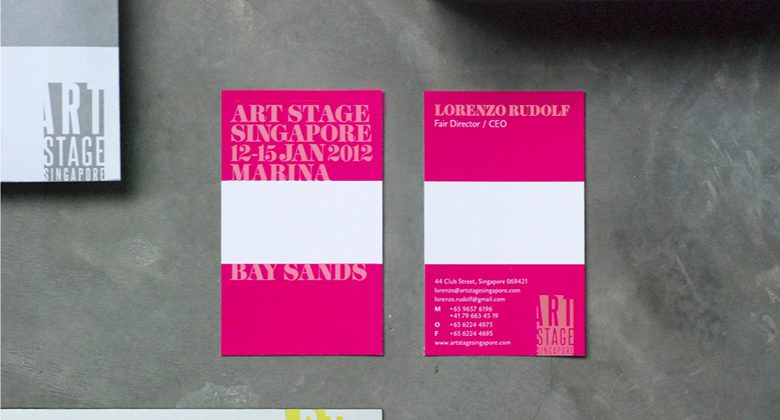 ART
STAGE
SINGAPORE
ART STAGE
SINGAPORE
12-15 JAN 2012
MARINA
BAY SANDS
LORENZO RUDOLF
Fair Director / CEO
44 Club Street, Singapore 069421
lorenzo@artstagesingapore.com
lorenzo.rudolf@gmail.com
M +65 9657 6196
+41 79 665 45 19
O +65 6224 4975
F +65 6224 4695
www.artstagesingapore.com
ART
STAGE
SINGAPORE
ART